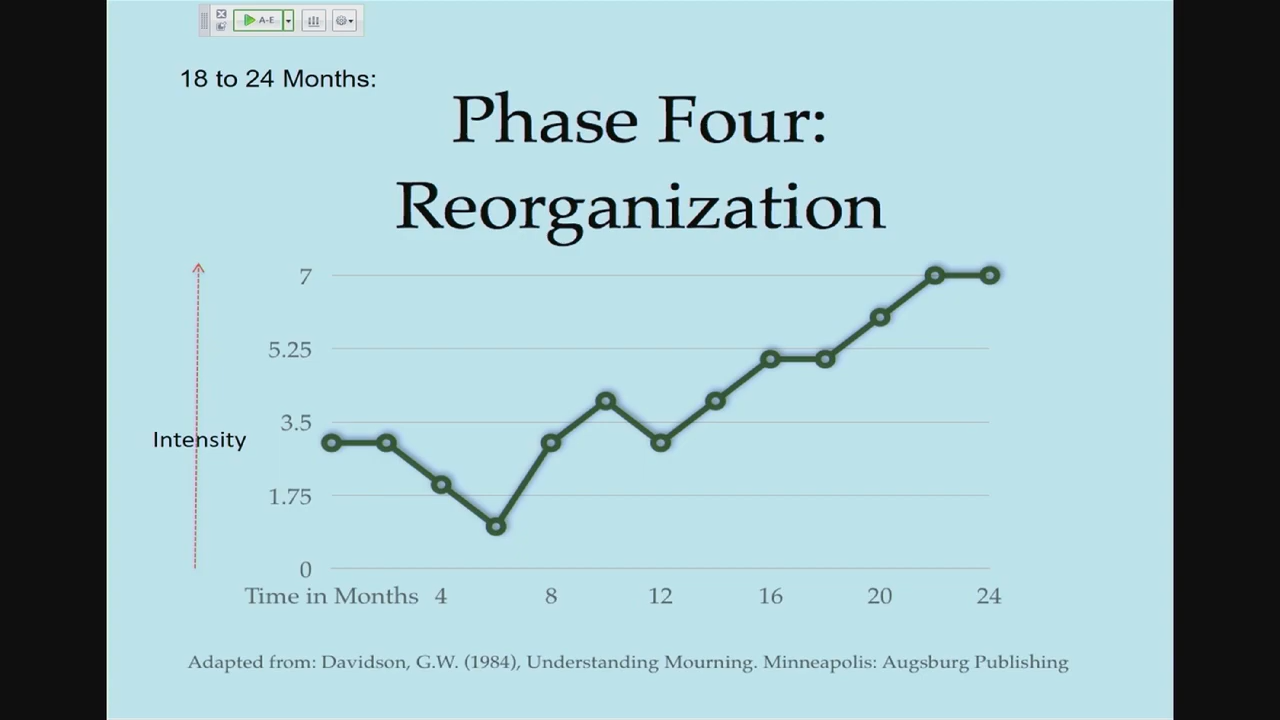 A-E
18 to 24 Months:
Phase Four:
Reorganization
7
5.25
3.5
Intensity
1.75
0
Time in Months 4 8 12 16 20 24
Adapted from: Davidson, G.W. (1984), Understanding Mourning. Minneapolis: Augsburg Publishing